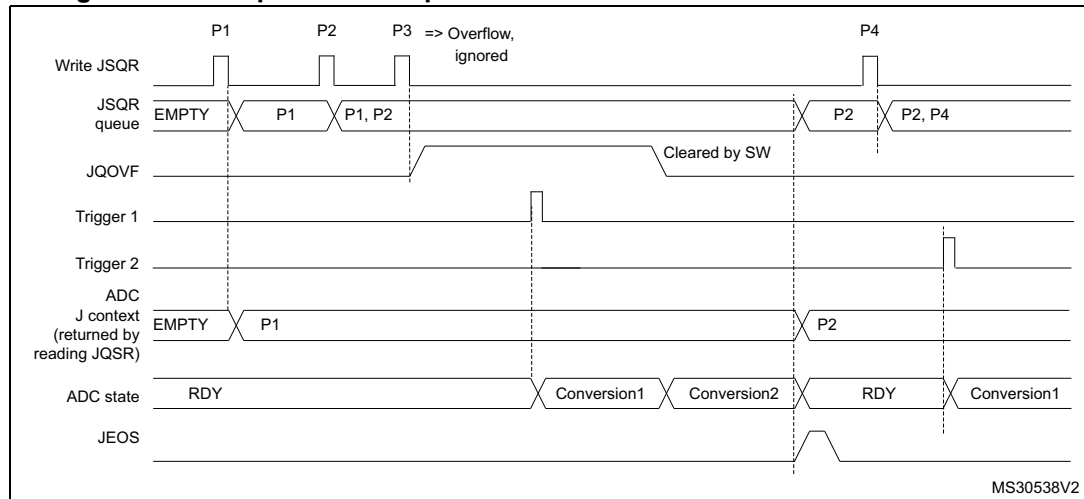 P1 P2 P3 => Overflow, P4
ignored
Write JSQR
JSQR
queue
EMPTY P1 P1, P2 P2 P2, P4
Cleared by SW
JQOVF
Trigger 1
Trigger 2
ADC
J context
(returned by
reading JQSR)
EMPTY P1 P2
ADC state RDY Conversion1 Conversion2 RDY Conversion1
JEOS
MS30538V2